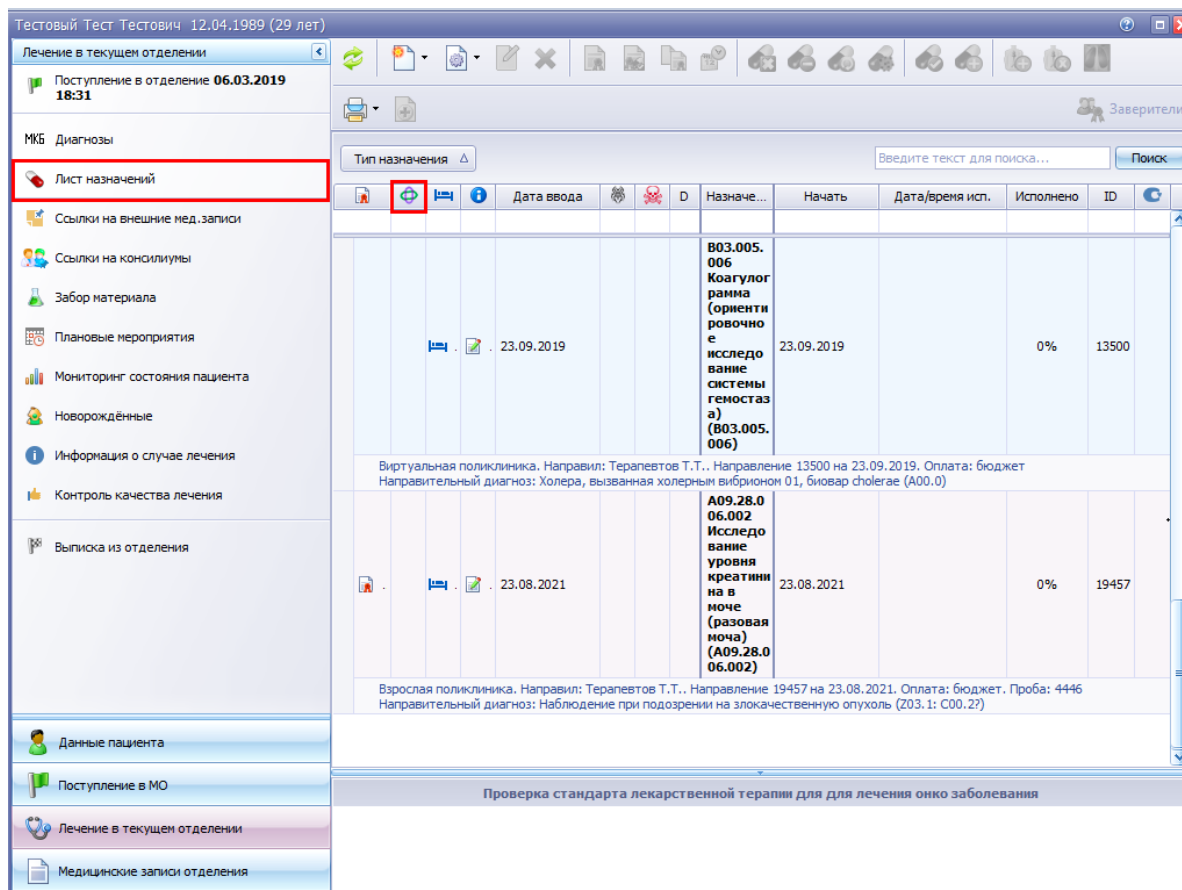 Тестовый Тест Тестович 12.04.1989 (29 лет)
Лечение в текущем отделении
Поступление в отделение 06.03.2019
18:31
МКБ Диагнозы
Лист назначений
Ссылки на внешние мед.записи
Ссылки на консилиумы
Забор материала
Плановые мероприятия
Мониторинг состояния пациента
Новорождённые
Информация о случае лечения
Контроль качества лечения
Выписка из отделения
Данные пациента
Поступление в МО
Лечение в текущем отделении
Медицинские записи отделения
Заверители
Тип назначения
Введите текст для поиска...
Поиск
Дата ввода D Назначе... Начать Дата/время исп. Исполнено ID
B03.005.
006
Коагулог
рамма
(ориенти
ровочно
е
исследо
вание
системы
гемостаз
а)
(B03.005.
006)
23.09.2019 23.09.2019 0% 13500
Виртуальная поликлиника. Направил: Терапевтов Т.Т.. Направление 13500 на 23.09.2019. Оплата: бюджет
Направительный диагноз: Холера, вызванная холерным вибрионом 01, биовар cholerae (A00.0)
A09.28.0
06.002
Исследо
вание
уровня
креатини
на в
моче
(разовая
моча)
(A09.28.0
06.002)
23.08.2021 23.08.2021 0% 19457
Взрослая поликлиника. Направил: Терапевтов Т.Т.. Направление 19457 на 23.08.2021. Оплата: бюджет. Проба: 4446
Направительный диагноз: Наблюдение при подозрении на злокачественную опухоль (Z03.1: C00.2?)
Проверка стандарта лекарственной терапии для для лечения онко заболевания